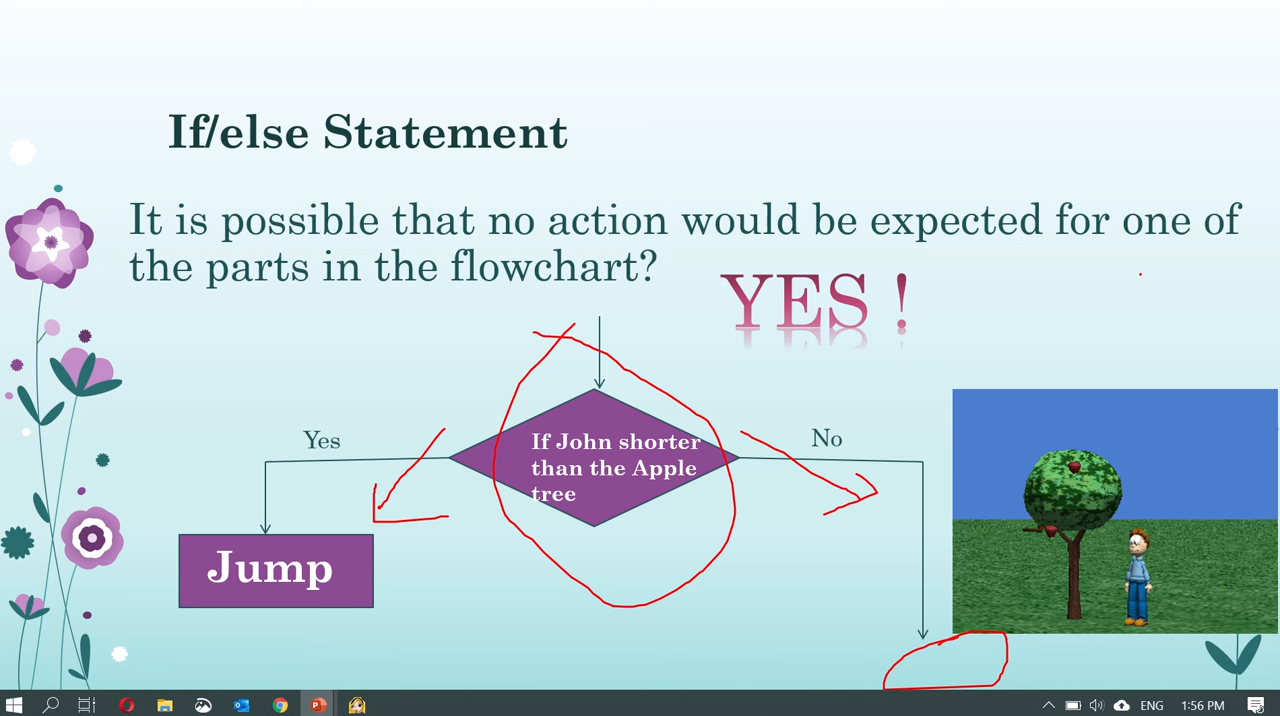 If/else Statement
It is possible that no action would be expected for one of
the parts in the flowchart?
YES !
Yes
If John shorter
than the Apple
tree
No
Jump
ENG
1:56 PM